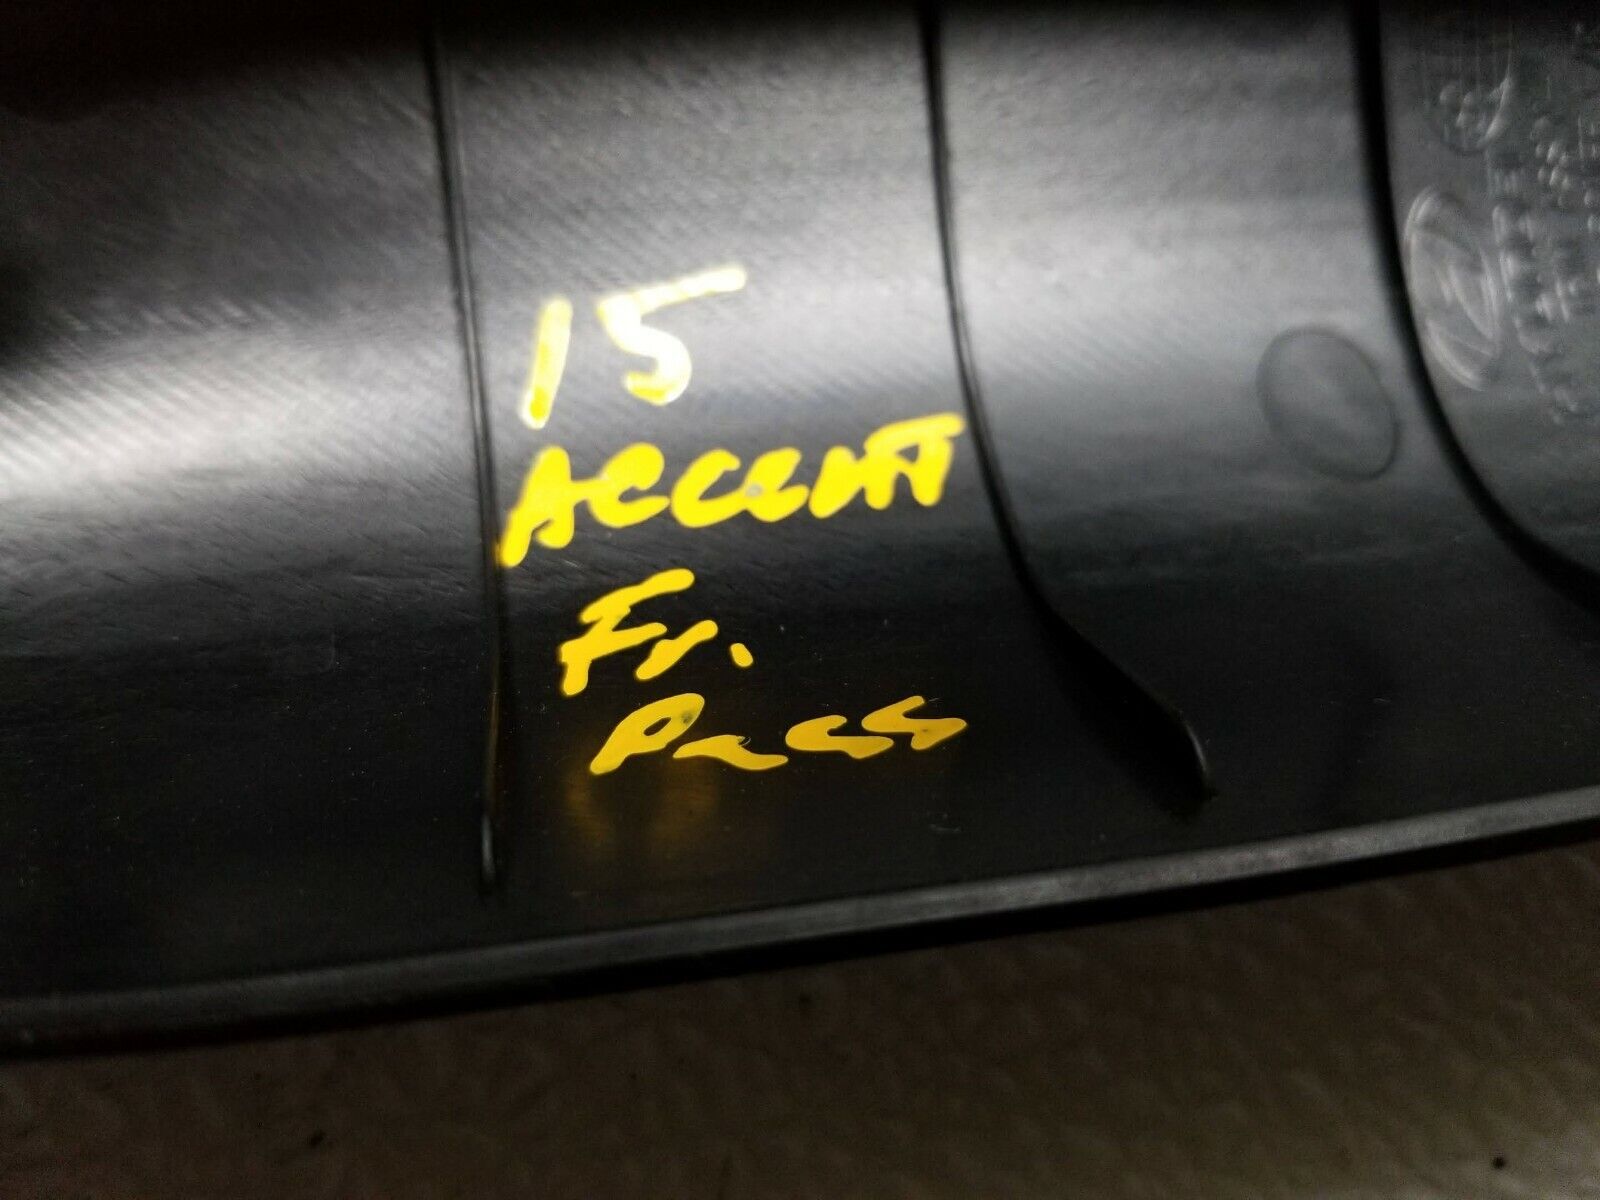 15
ACCENT
Fr.
Pass